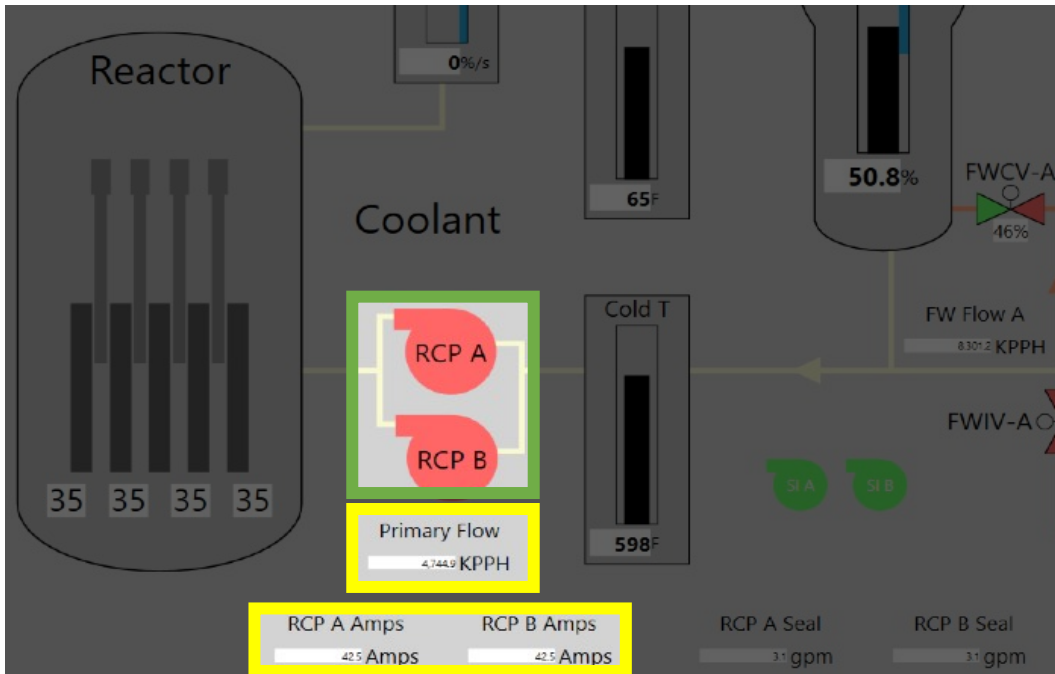 Reactor
0%/s
65F
50.8%
FWCV-A
46%
Coolant
Cold T
FW Flow A
8,301.2 KPPH
RCP A
RCP B
FWIV-A
SI A SI B
35 35 35 35
Primary Flow
4,744.9 KPPH
598F
RCP A Amps RCP B Amps RCP A Seal RCP B Seal
42.5 Amps 42.5 Amps 3.1 gpm 3.1 gpm